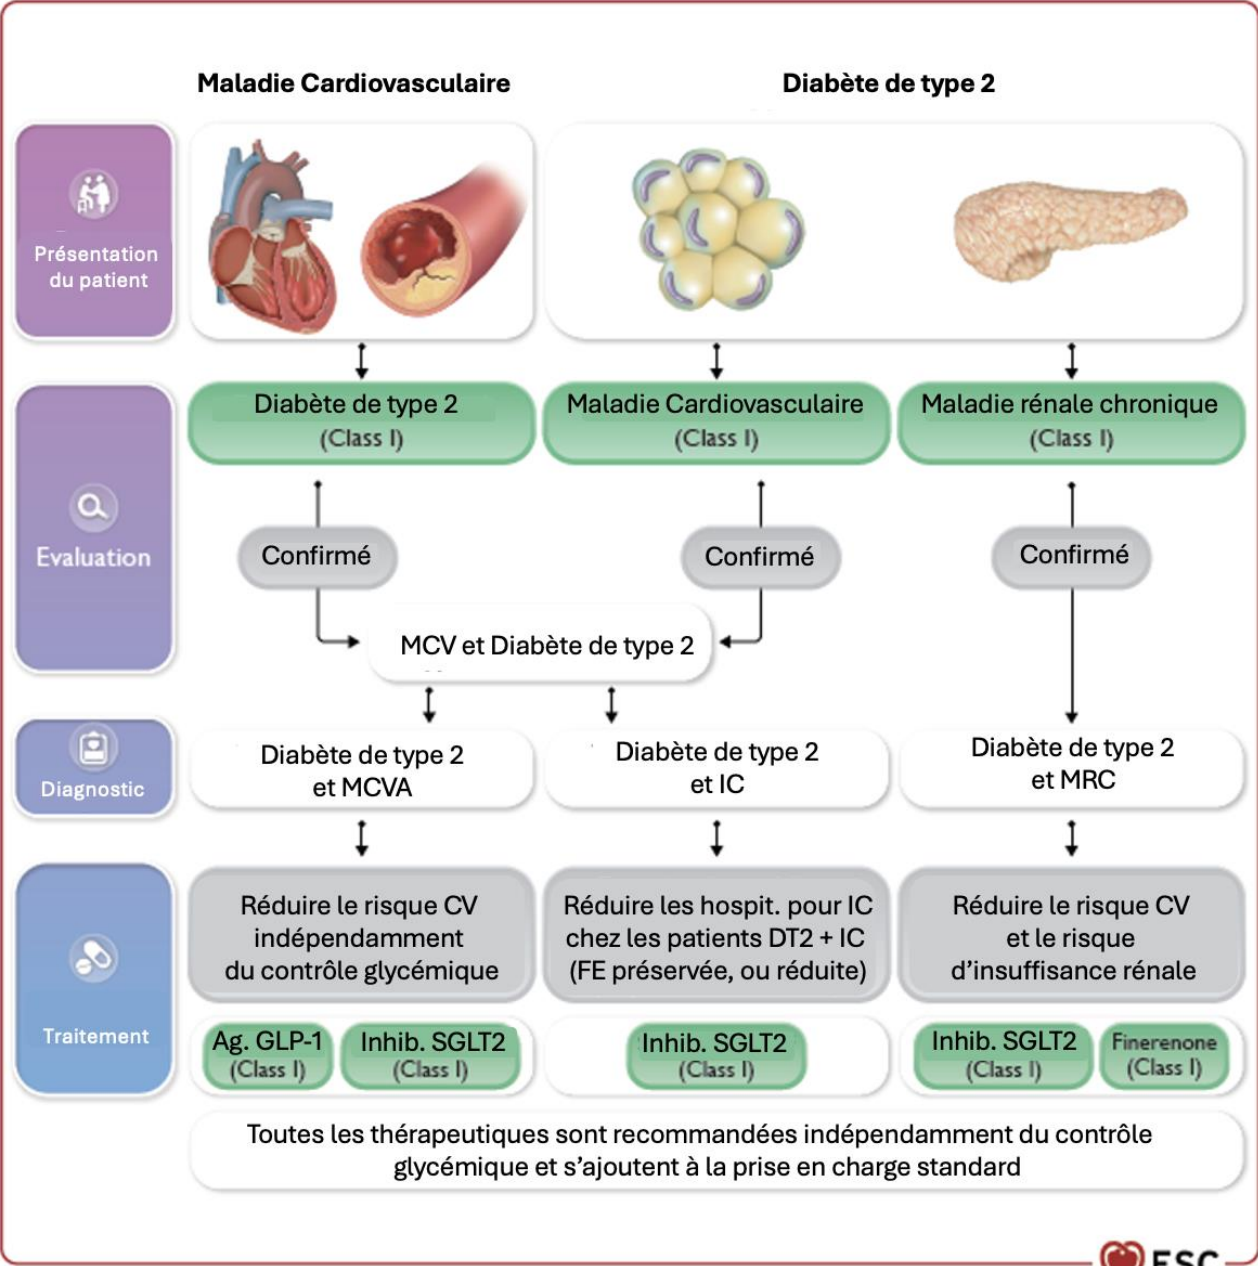 Maladie Cardiovasculaire
Diabète de type 2
Présentation
du patient
Diabète de type 2
(Class I)
Maladie Cardiovasculaire
(Class I)
Maladie rénale chronique
(Class I)
Evaluation
Confirmé
Confirmé
Confirmé
MCV et Diabète de type 2
Diagnostic
Diabète de type 2
et MCVA
Diabète de type 2
et IC
Diabète de type 2
et MRC
Traitement
Réduire le risque CV
indépendamment
du contrôle glycémique
Réduire les hospit. pour IC
chez les patients DT2 + IC
(FE préservée, ou réduite)
Réduire le risque CV
et le risque
d’insuffisance rénale
Ag. GLP-1
(Class I)
Inhib. SGLT2
(Class I)
Inhib. SGLT2
(Class I)
Inhib. SGLT2
(Class I)
Finerenone
(Class I)
Toutes les thérapeutiques sont recommandées indépendamment du contrôle
glycémique et s’ajoutent à la prise en charge standard
ESC